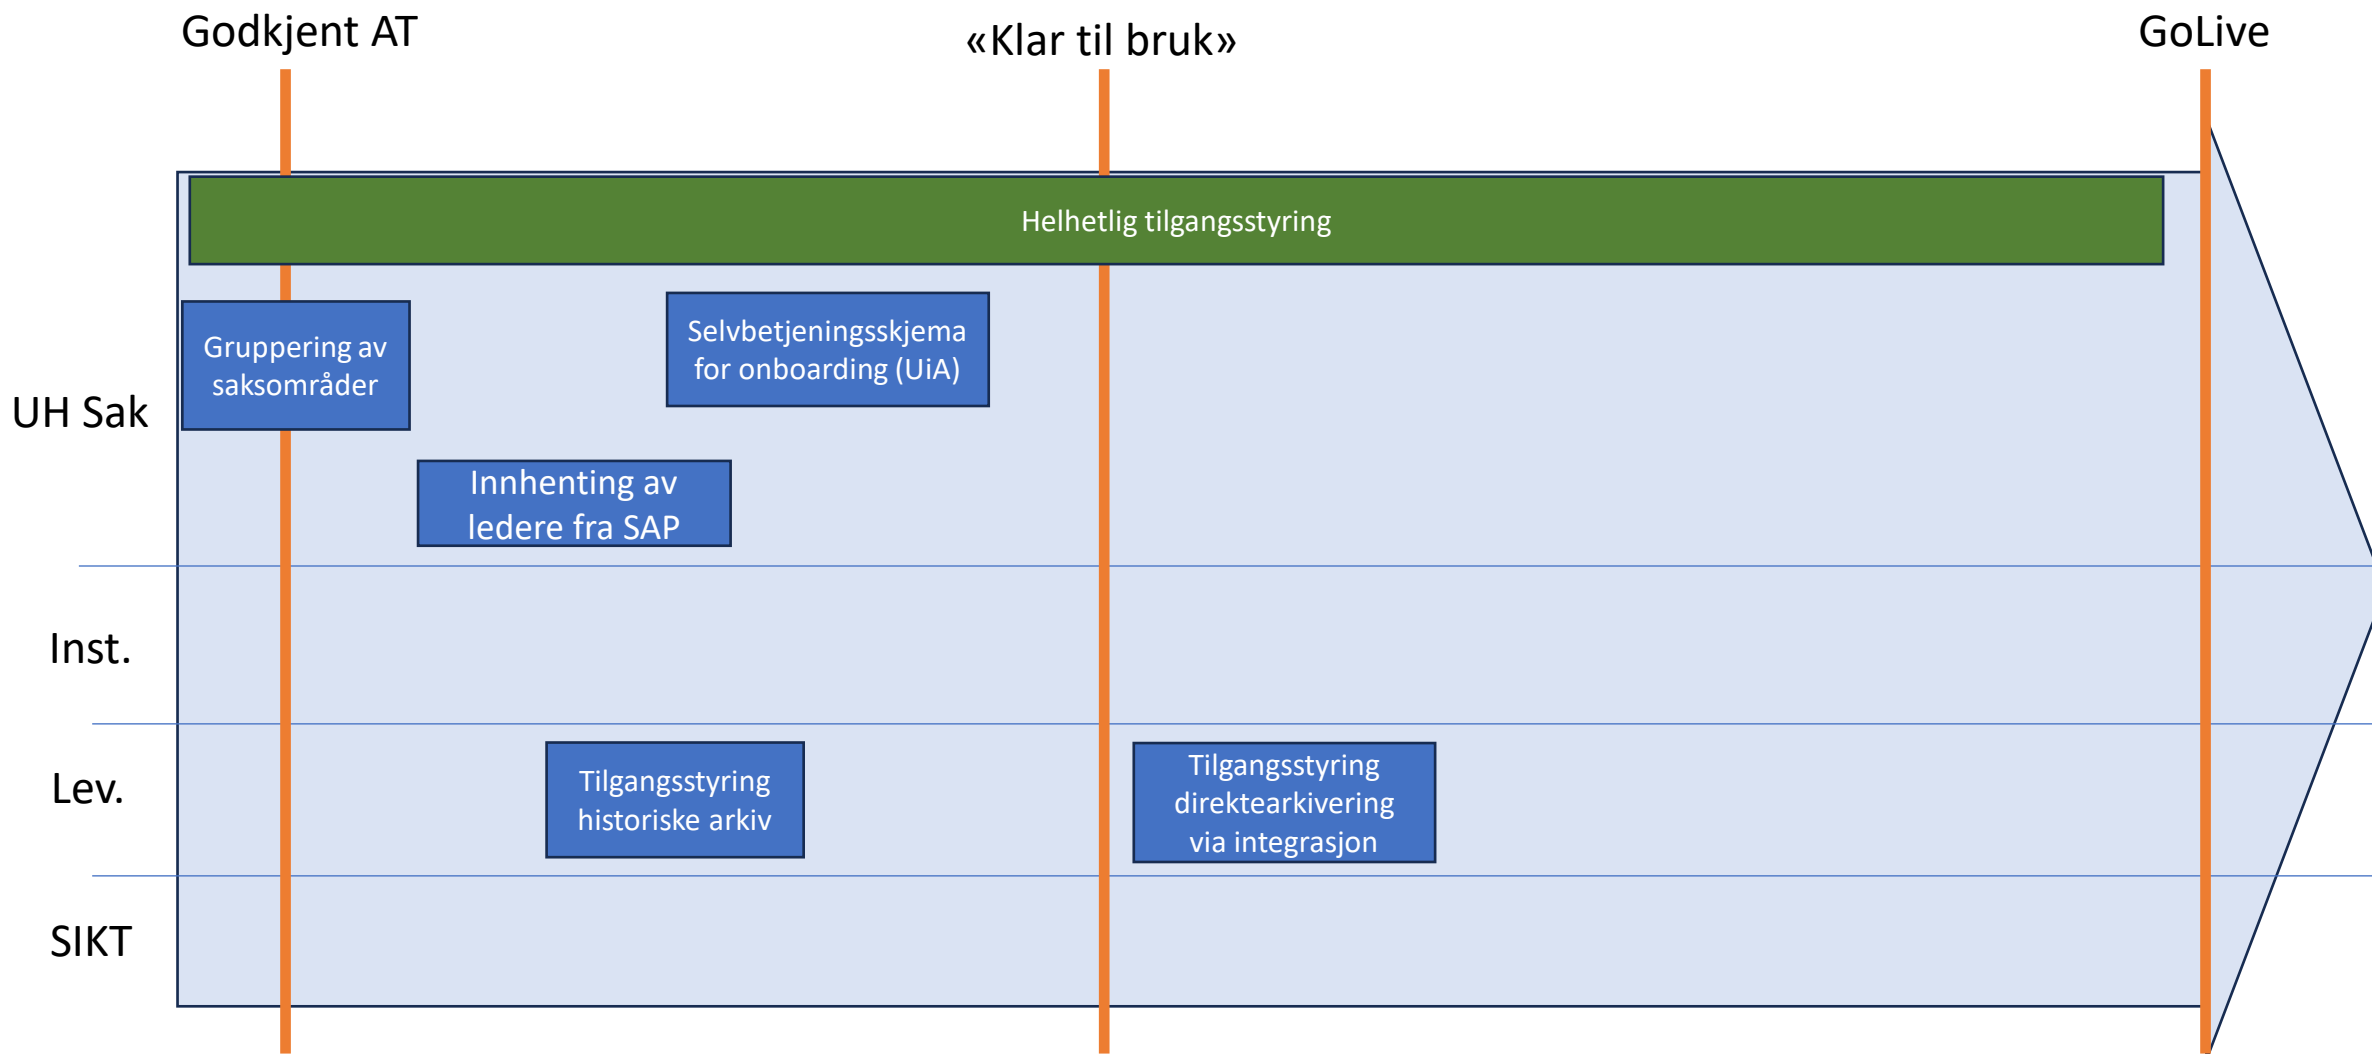 Godkjent AT
«Klar til bruk»
GoLive
Helhetlig tilgangsstyring
UH Sak
Gruppering av
saksområder
Selvbetjeningsskjema
for onboarding (UiA)
Innhenting av
ledere fra SAP
Inst.
Lev.
Tilgangsstyring
historiske arkiv
Tilgangsstyring
direktearkivering
via integrasjon
SIKT